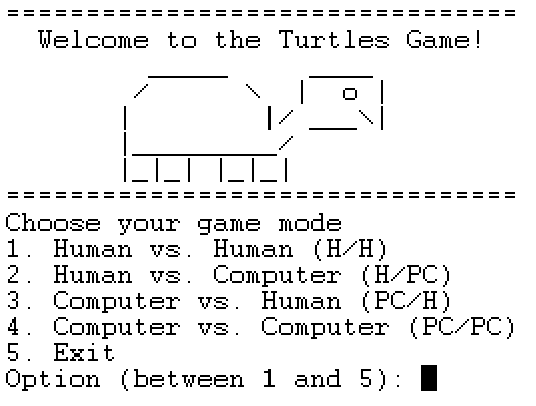 Welcome to the Turtles Game!
Choose your game mode
1. Human vs. Human (H/H)
2. Human vs. Computer (H/PC)
3. Computer vs. Human (PC/H)
4. Computer vs. Computer (PC/PC)
5. Exit
Option (between 1 and 5):